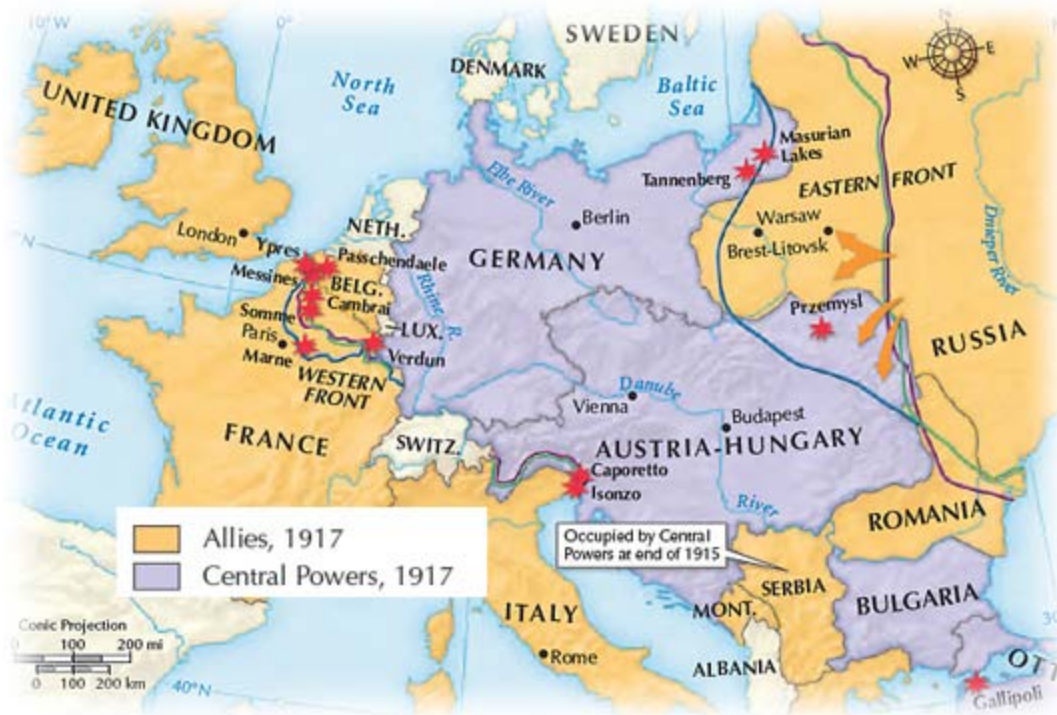 10°W
0°
SWEDEN
DENMARK
North
Sea
Baltic
Sea
W
E
S
UNITED KINGDOM
Masurian
Lakes
Tannenberg
EASTERN FRONT
Elbe River
Berlin
Warsaw
Brest-Litovsk
Dnieper River
NETH.
London
Ypres
Passchendaele
GERMANY
Messines
BELG.
Cambrai
Rhine R.
Somme
Przemysl
LUX.
Paris
Verdun
Marne
RUSSIA
WESTERN
FRONT
Danube
Vienna
Budapest
Atlantic
Ocean
FRANCE
SWITZ.
AUSTRIA-HUNGARY
Caporetto
Isonzo
River
ROMANIA
Allies, 1917
Central Powers, 1917
Occupied by Central
Powers at end of 1915
SERBIA
BULGARIA
ITALY
MONT.
Conic Projection
0 100 200 mi
0 100 200 km
Rome
ALBANIA
40°N
OTT
Gallipoli